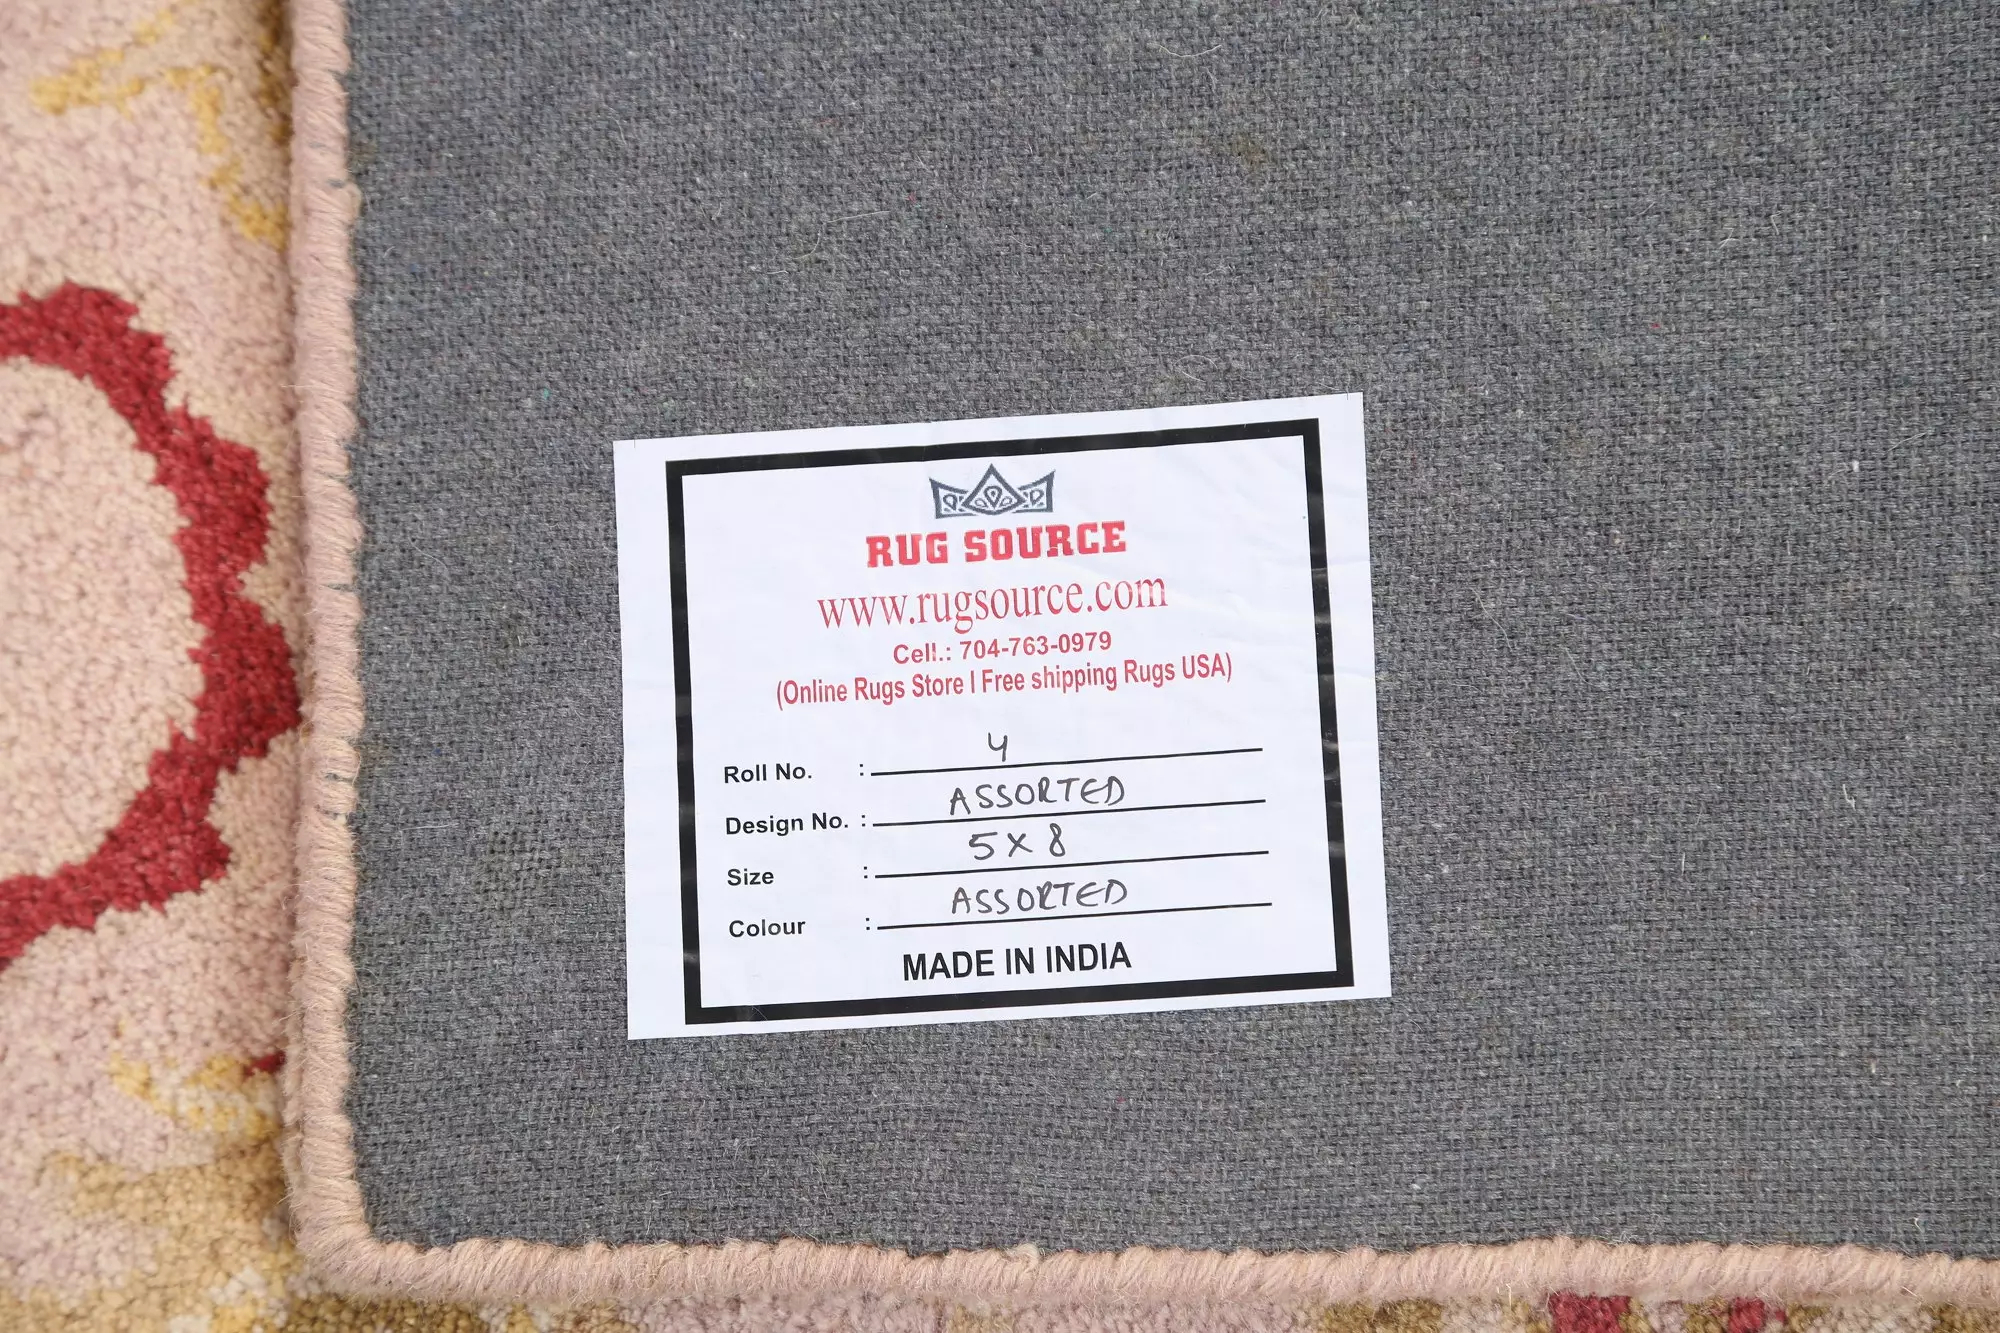 RUG SOURCE
www.rugsource.com
Cell.: 704-763-0979
(Online Rugs Store l Free shipping Rugs USA)
Roll No. : 4
Design No. : ASSORTED
Size : 5 X 8
Colour : ASSORTED
MADE IN INDIA